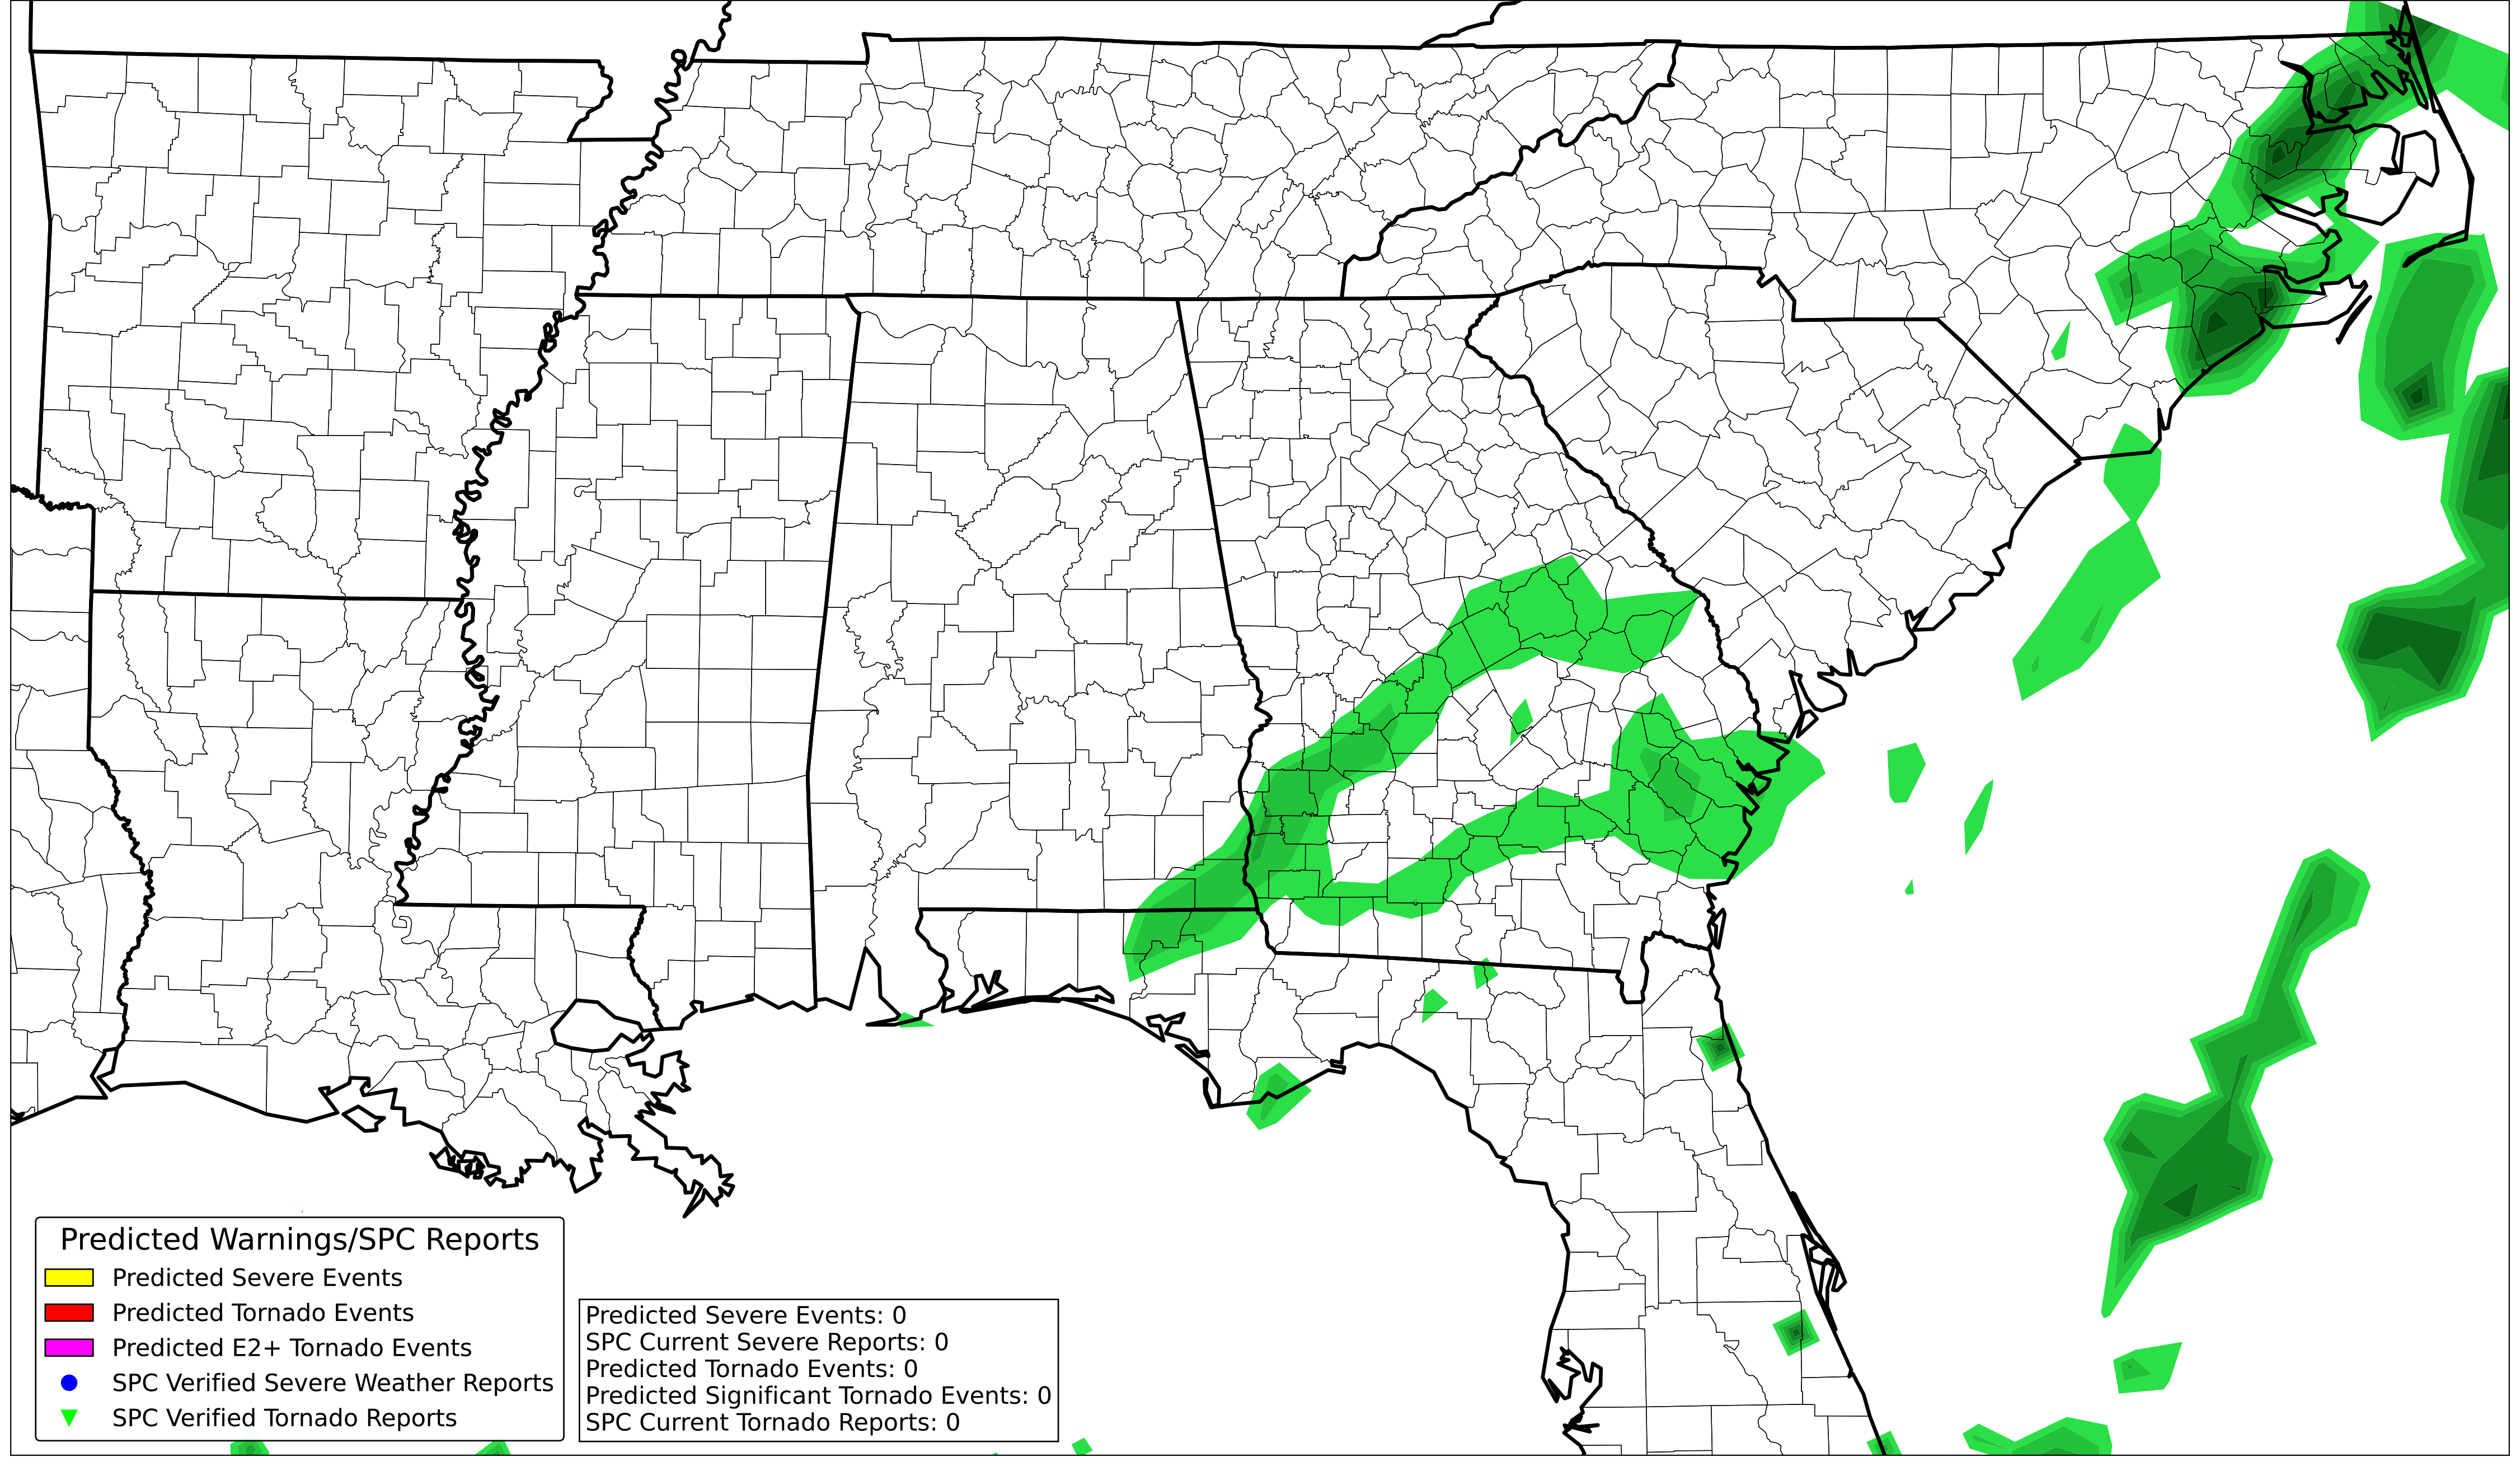 Predicted Warnings/SPC Reports
Predicted Severe Events
Predicted Tornado Events
Predicted E2+ Tornado Events
SPC Verified Severe Weather Reports
SPC Verified Tornado Reports
Predicted Severe Events: 0
SPC Current Severe Reports: 0
Predicted Tornado Events: 0
Predicted Significant Tornado Events: 0
SPC Current Tornado Reports: 0